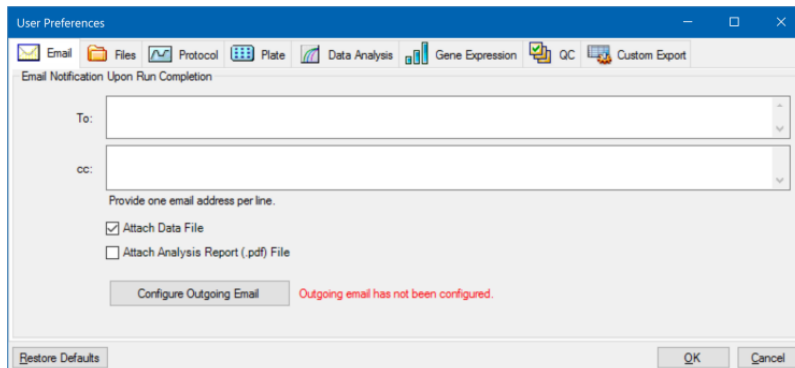 User Preferences
Email Files Protocol Plate Data Analysis Gene Expression QC Custom Export
Email Notification Upon Run Completion
To:
cc:
Provide one email address per line.
Attach Data File
Attach Analysis Report (.pdf) File
Configure Outgoing Email Outgoing email has not been configured.
Restore Defaults OK Cancel